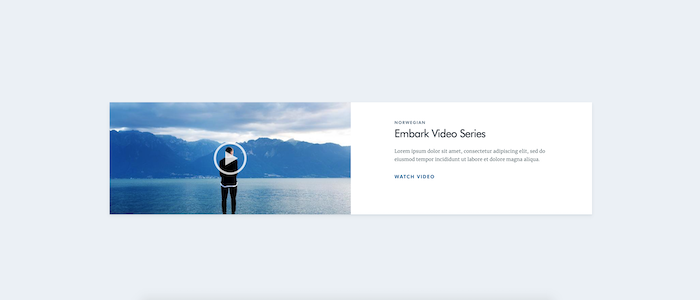 NORWEGIAN
Embark Video Series
Lorem ipsum dolor sit amet, consectetur adipiscing elit, sed do
eiusmod tempor incididunt ut labore et dolore magna aliqua.
WATCH VIDEO